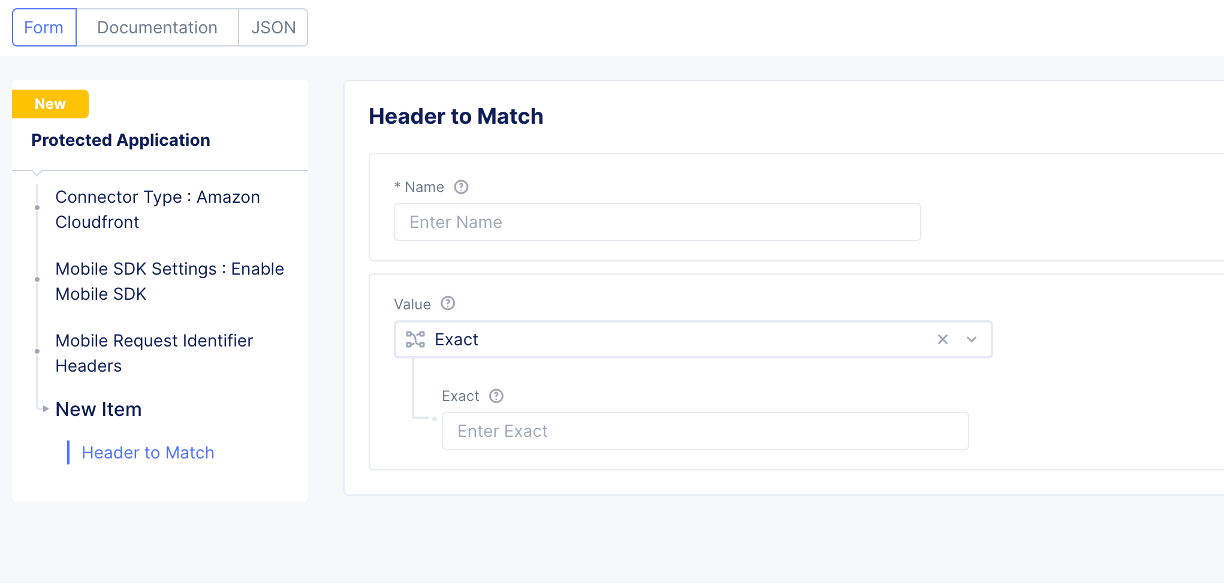 Form
Documentation
JSON
New
Protected Application
Connector Type : Amazon
Cloudfront
Mobile SDK Settings : Enable
Mobile SDK
Mobile Request Identifier
Headers
New Item
Header to Match
Header to Match
* Name
Enter Name
Value
Exact
Exact
Enter Exact